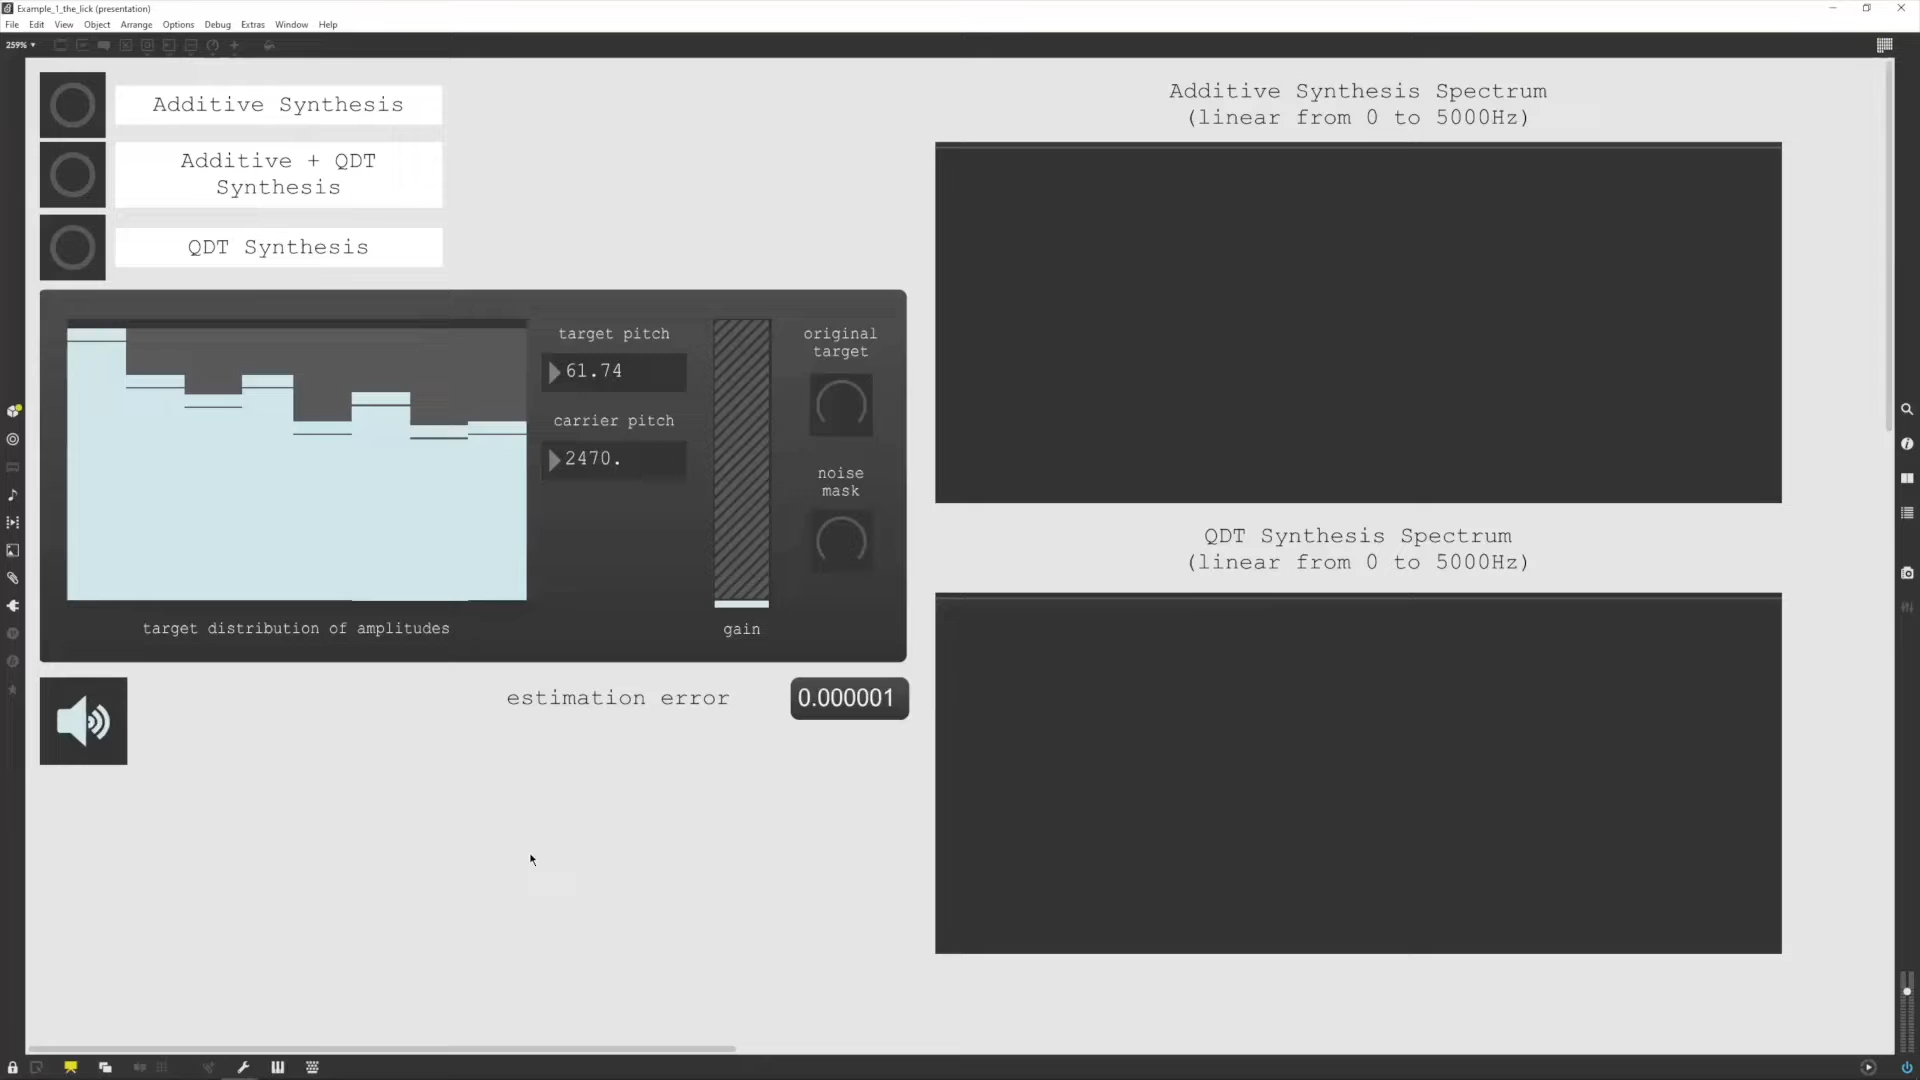 Example_1_the_lick (presentation)
File Edit View Object Arrange Options Debug Extras Window Help
259%
Additive Synthesis
Additive + QDT
Synthesis
QDT Synthesis
target pitch
61.74
carrier pitch
2470.
original
target
noise
mask
target distribution of amplitudes
gain
estimation error
0.000001
Additive Synthesis Spectrum
(linear from 0 to 5000Hz)
QDT Synthesis Spectrum
(linear from 0 to 5000Hz)